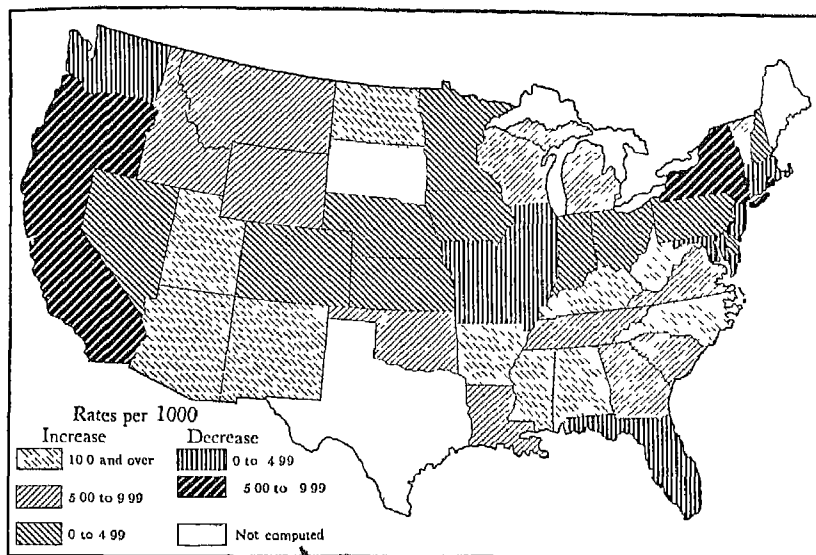 Rates per 1000
Increase
Decrease
10 0 and over
0 to 4 99
5 00 to 9 99
5 00 to 9 99
0 to 4 99
Not computed